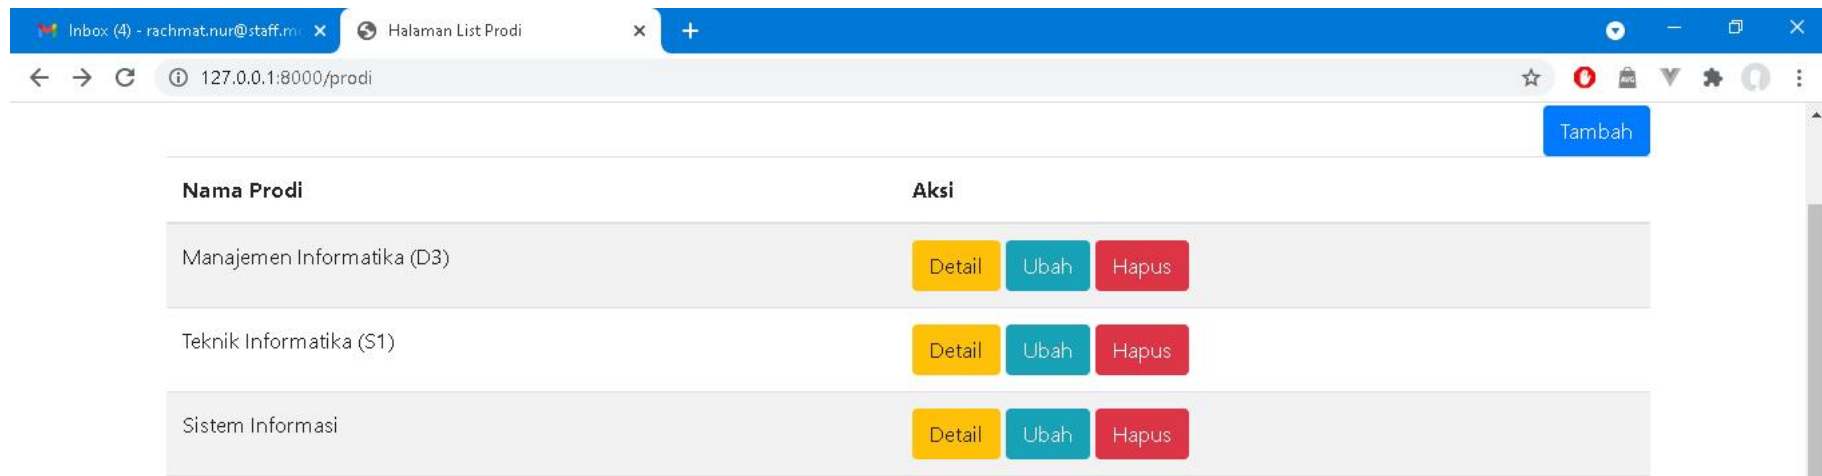 Inbox (4) - rachmat.nur@staff.m
Halaman List Prodi
127.0.0.1:8000/prodi
AVG
Tambah
Nama Prodi Aksi
Manajemen Informatika (D3) Detail Ubah Hapus
Teknik Informatika (S1) Detail Ubah Hapus
Sistem Informasi Detail Ubah Hapus